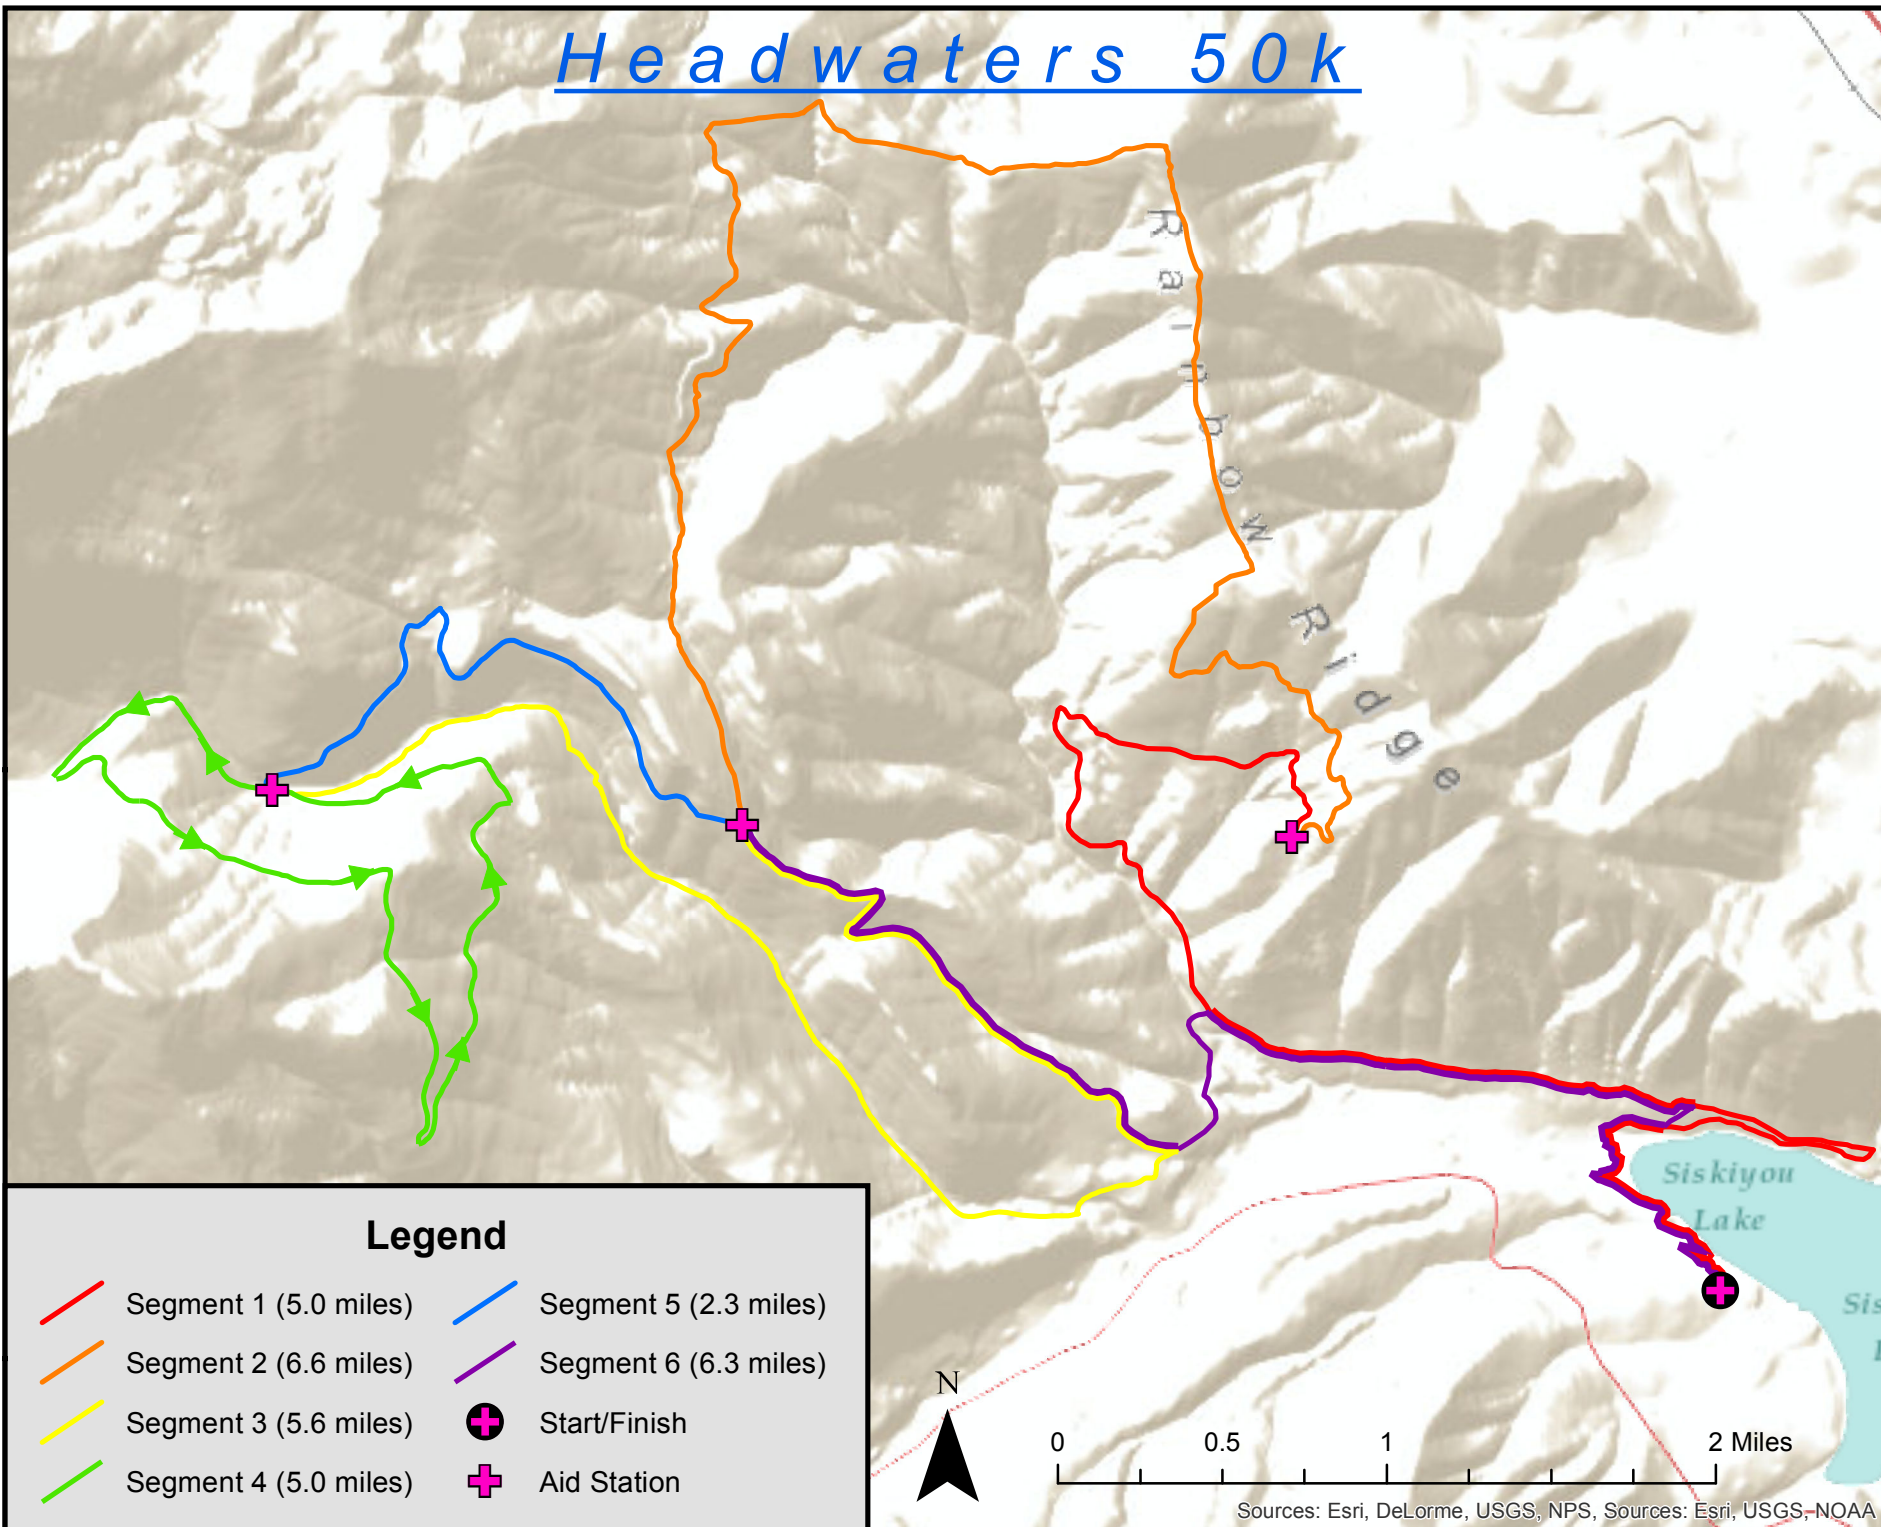 Headwaters 50k
Rainbow Ridge
Siskiyou
Lake
Sis
Legend
Segment 1 (5.0 miles)
Segment 2 (6.6 miles)
Segment 3 (5.6 miles)
Segment 4 (5.0 miles)
Segment 5 (2.3 miles)
Segment 6 (6.3 miles)
Start/Finish
Aid Station
N
0 0.5 1 2 Miles
Sources: Esri, DeLorme, USGS, NPS, Sources: Esri, USGS, NOAA